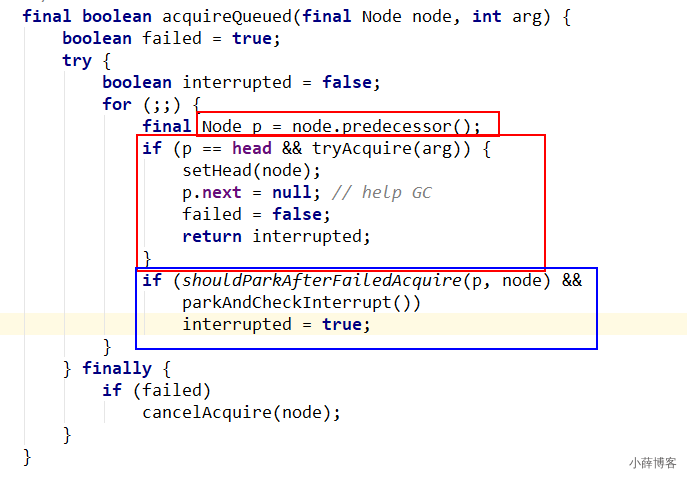 final boolean acquireQueued(final Node node, int arg) {
    boolean failed = true;
    try {
        boolean interrupted = false;
        for (;;) {
            final Node p = node.predecessor();
            if (p == head && tryAcquire(arg)) {
                setHead(node);
                p.next = null; // help GC
                failed = false;
                return interrupted;
            }
            if (shouldParkAfterFailedAcquire(p, node) &&
                parkAndCheckInterrupt())
                interrupted = true;
        }
    } finally {
        if (failed)
            cancelAcquire(node);
    }
}
小薛博客